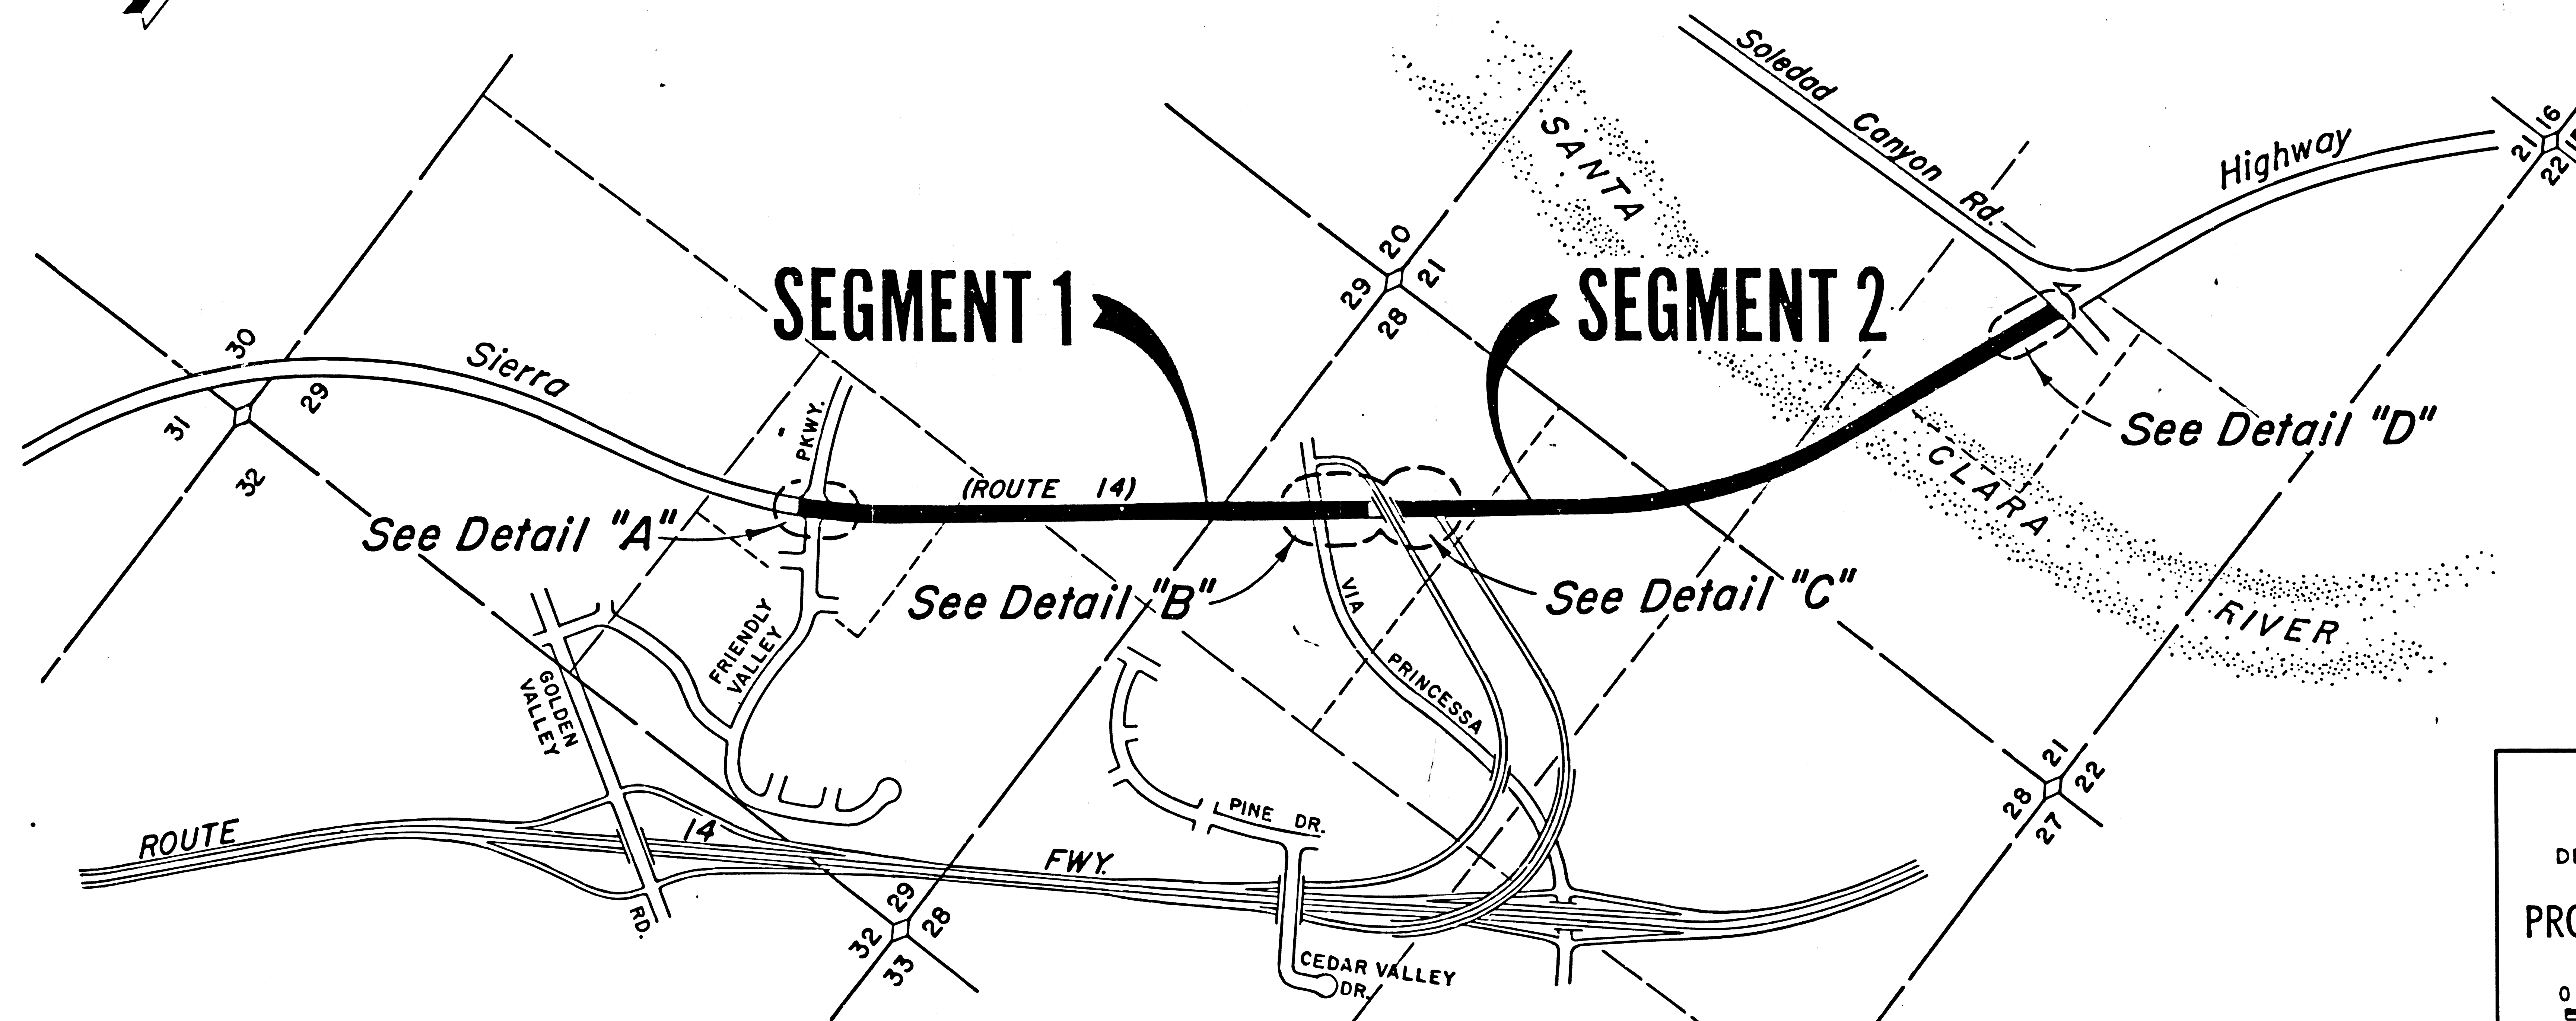 Soledad Canyon Rd.
SANTA
Highway
16
21
22
20
29
21
28
SEGMENT 1
SEGMENT 2
30
Sierra
29
31
32
PKWY.
(ROUTE 14)
See Detail "A"
See Detail "B"
See Detail "C"
See Detail "D"
CLARA
RIVER
VIA
PRINCESSA
FRIENDLY
VALLEY
GOLDEN
VALLEY
RD.
ROUTE
14
FWY.
PINE DR.
CEDAR VALLEY
DR.
29
28
32
33
21
22
28
27
PRO